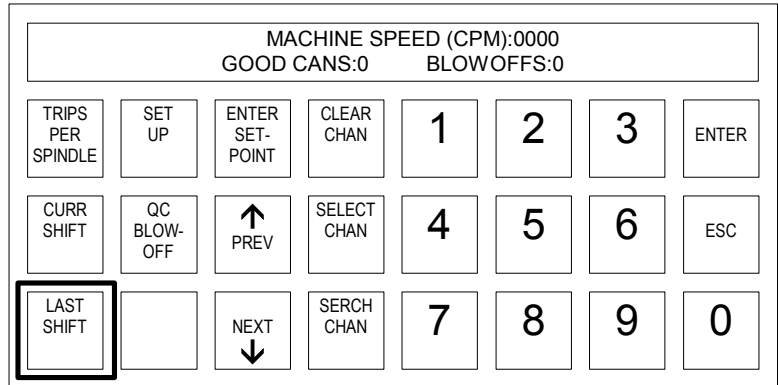 MACHINE SPEED (CPM):0000
GOOD CANS:0 BLOWOFFS:0
TRIPS
PER
SPINDLE
SET
UP
ENTER
SET-
POINT
CLEAR
CHAN
1
2
3
ENTER
CURR
SHIFT
QC
BLOW-
OFF
↑
PREV
SELECT
CHAN
4
5
6
ESC
LAST
SHIFT
NEXT
↓
SERCH
CHAN
7
8
9
0